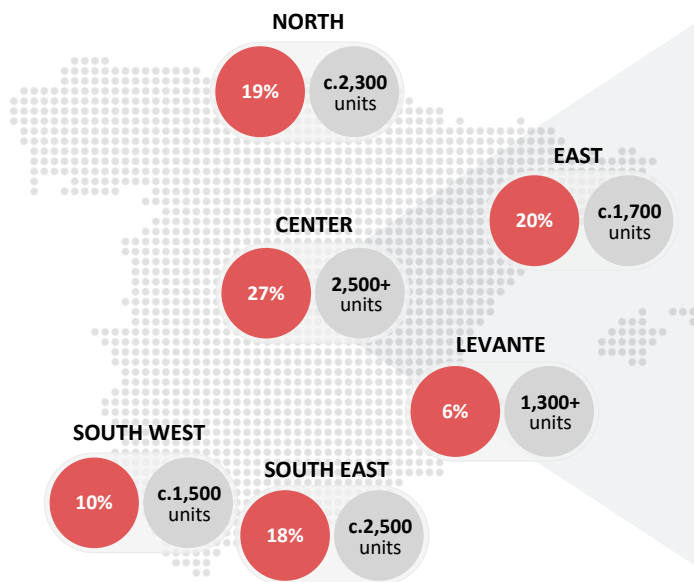 NORTH
19%
c.2,300
units
EAST
20%
c.1,700
units
CENTER
27%
2,500+
units
LEVANTE
6%
1,300+
units
SOUTH WEST
10%
c.1,500
units
SOUTH EAST
18%
c.2,500
units